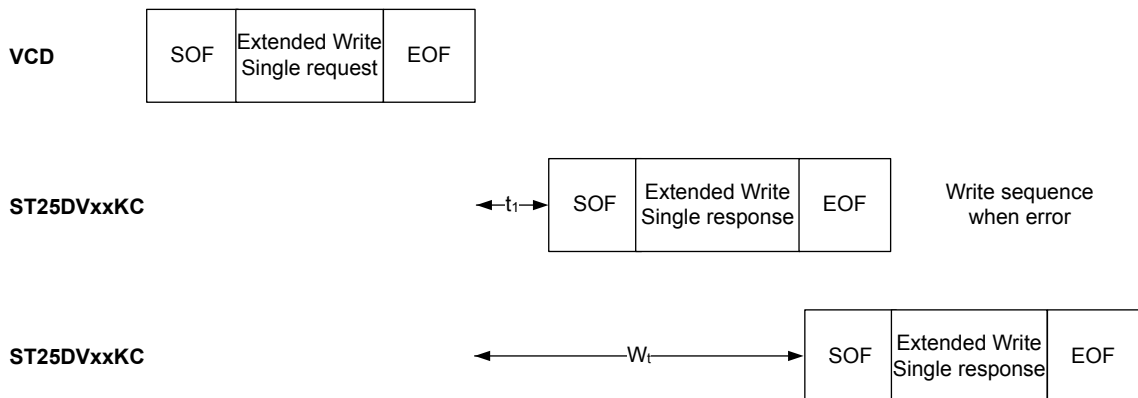 VCD
SOF
Extended Write
Single request
EOF
ST25DVxxKC
t₁
SOF
Extended Write
Single response
EOF
Write sequence
when error
ST25DVxxKC
Wₜ
SOF
Extended Write
Single response
EOF